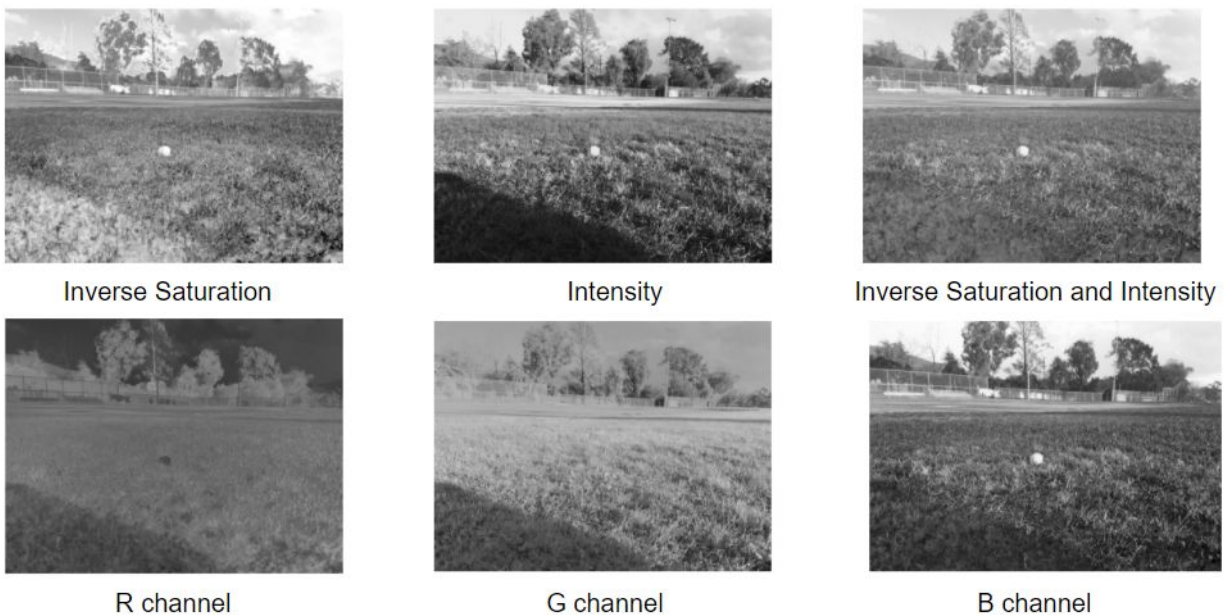 Inverse Saturation
Intensity
Inverse Saturation and Intensity
R channel
G channel
B channel